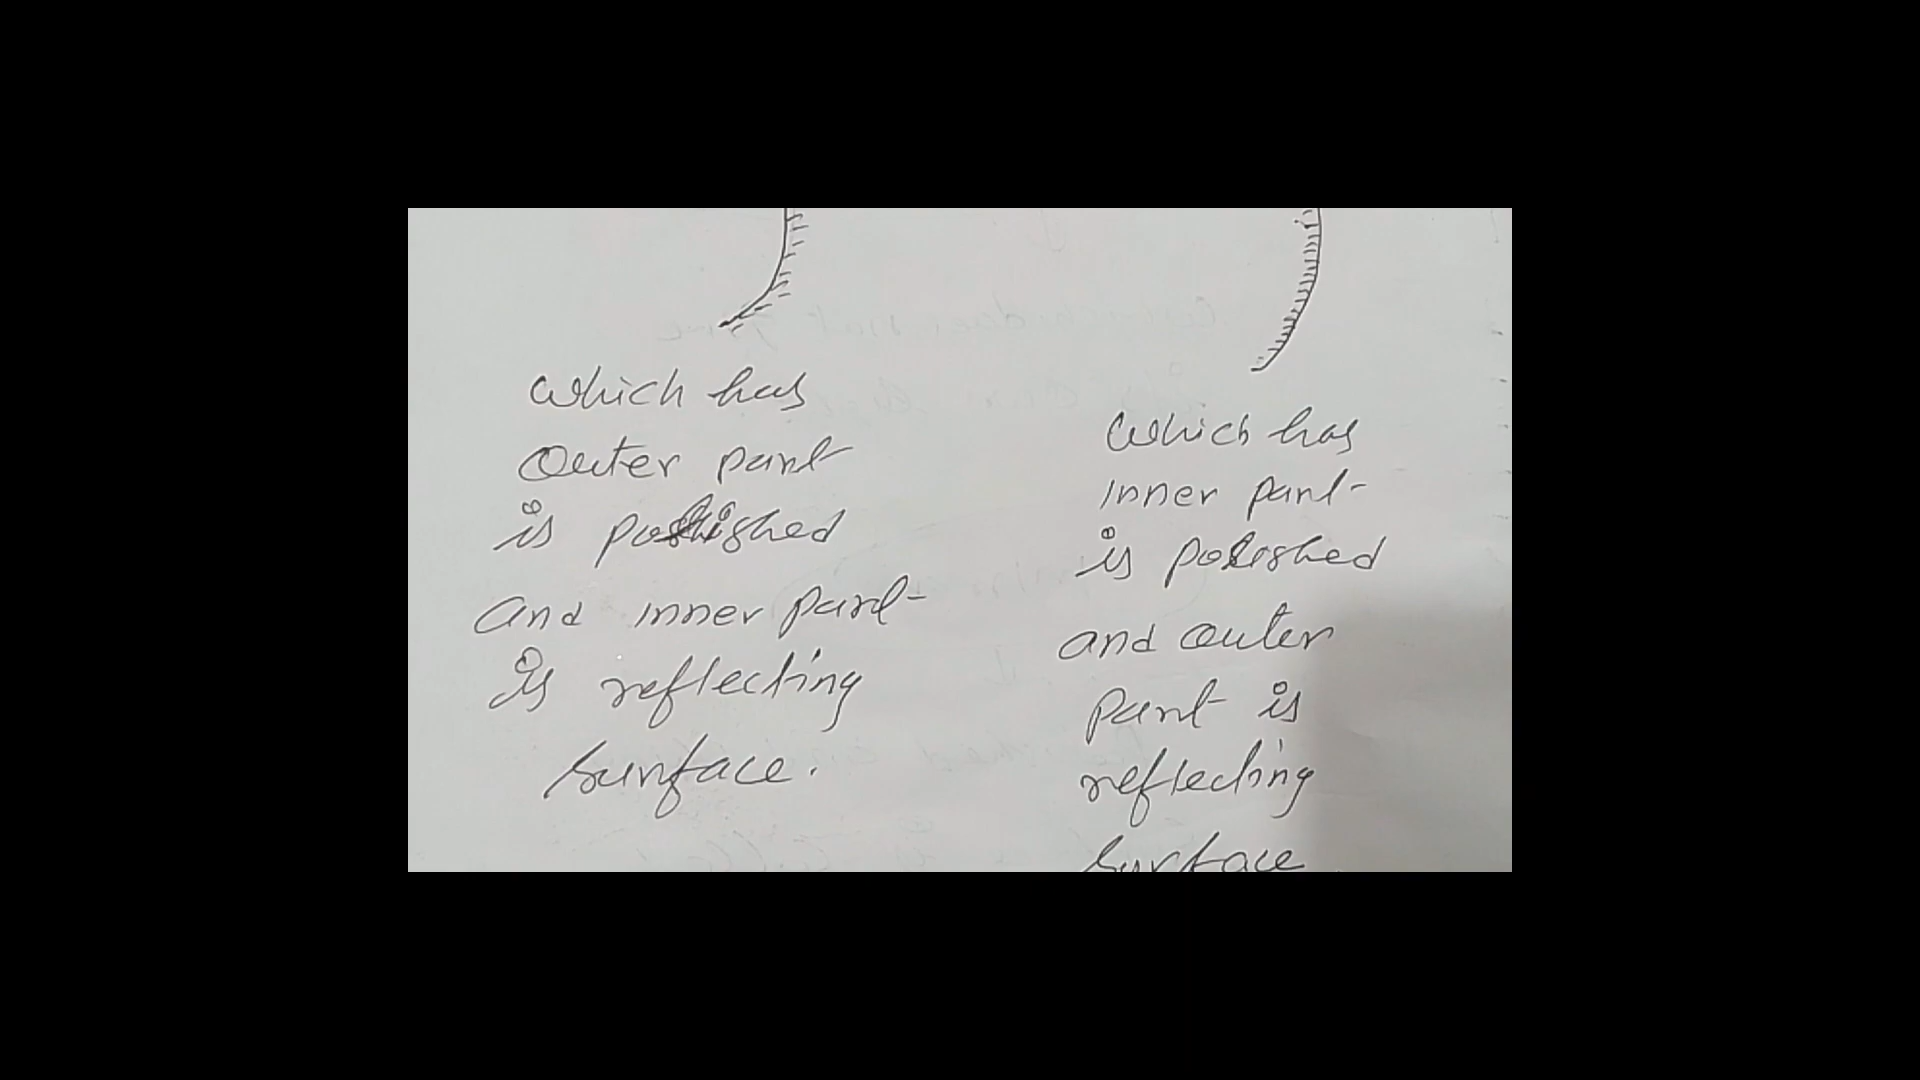 which has
outer part
is polished
and inner part
is reflecting
surface.
which has
inner part
is polished
and outer
part is
reflecting
surface